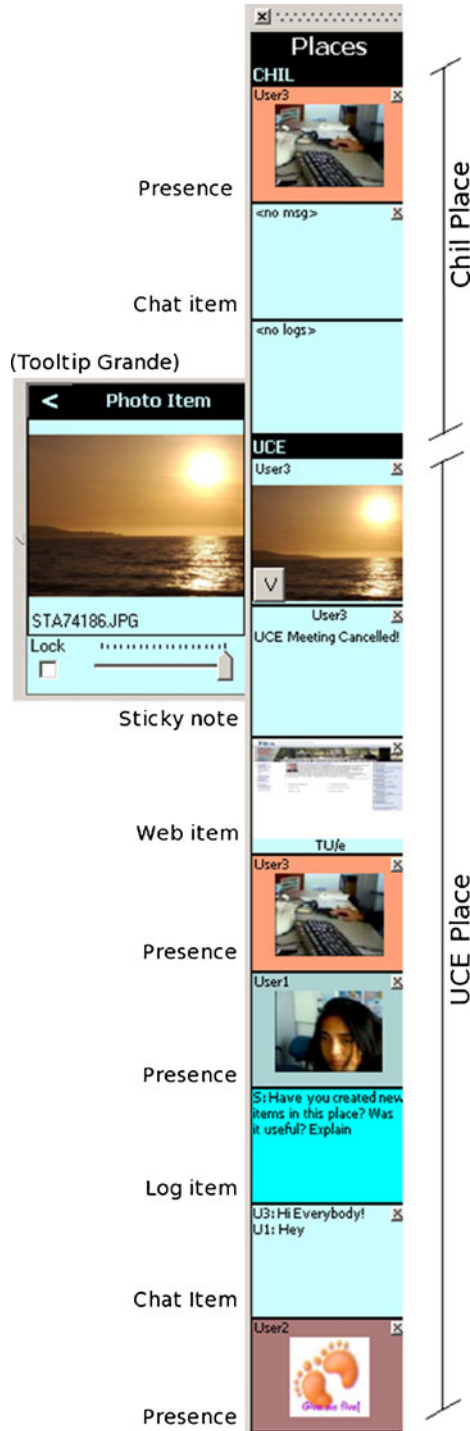 Places
CHIL
User3
Presence
<no msg>
Chat item
<no logs>
Chil Place
(Tooltip Grande)
< Photo Item
STA74186.JPG
Lock
UCE
User3
V
User3
UCE Meeting Cancelled!
Sticky note
Web item
TU/e
User3
Presence
User1
Presence
S: Have you created new
items in this place? Was
it useful? Explain
Log item
U3: Hi Everybody!
U1: Hey
Chat Item
User2
Give me five!
Presence
UCE Place